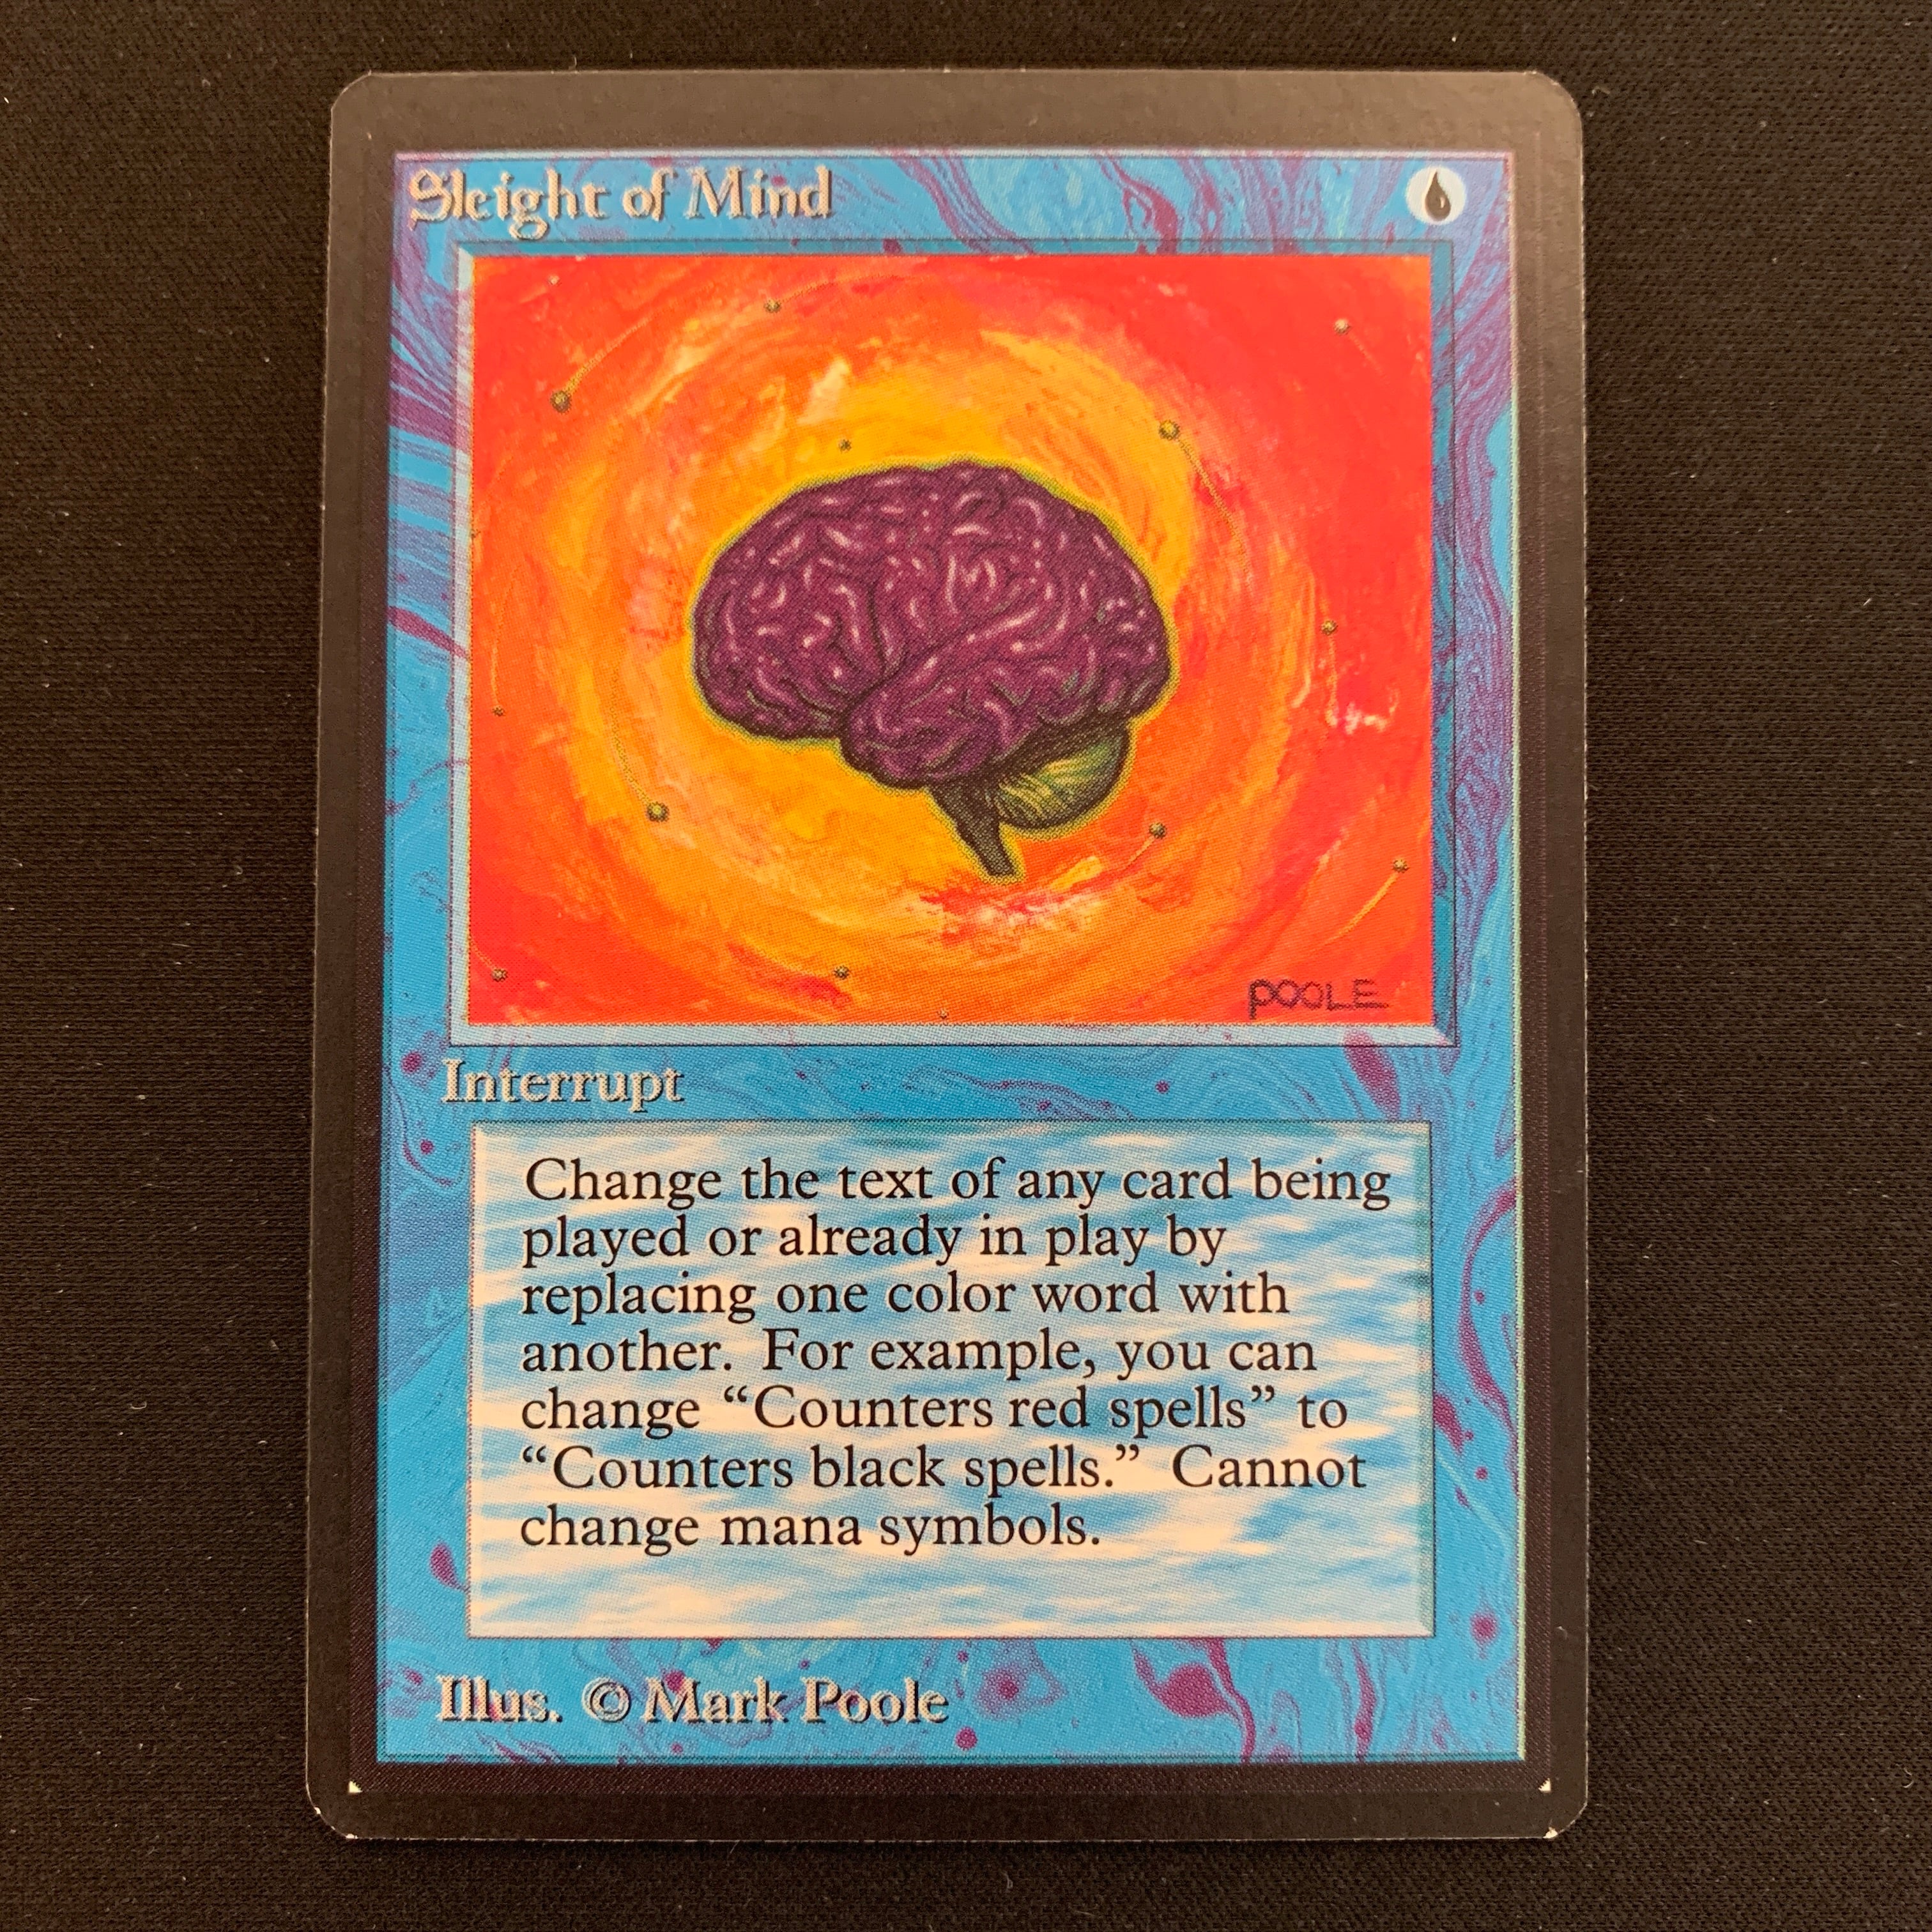 Sleight of Mind
POOLE
Interrupt
Change the text of any card being
played or already in play by
replacing one color word with
another. For example, you can
change “Counters red spells” to
“Counters black spells.” Cannot
change mana symbols.
Illus. © Mark Poole